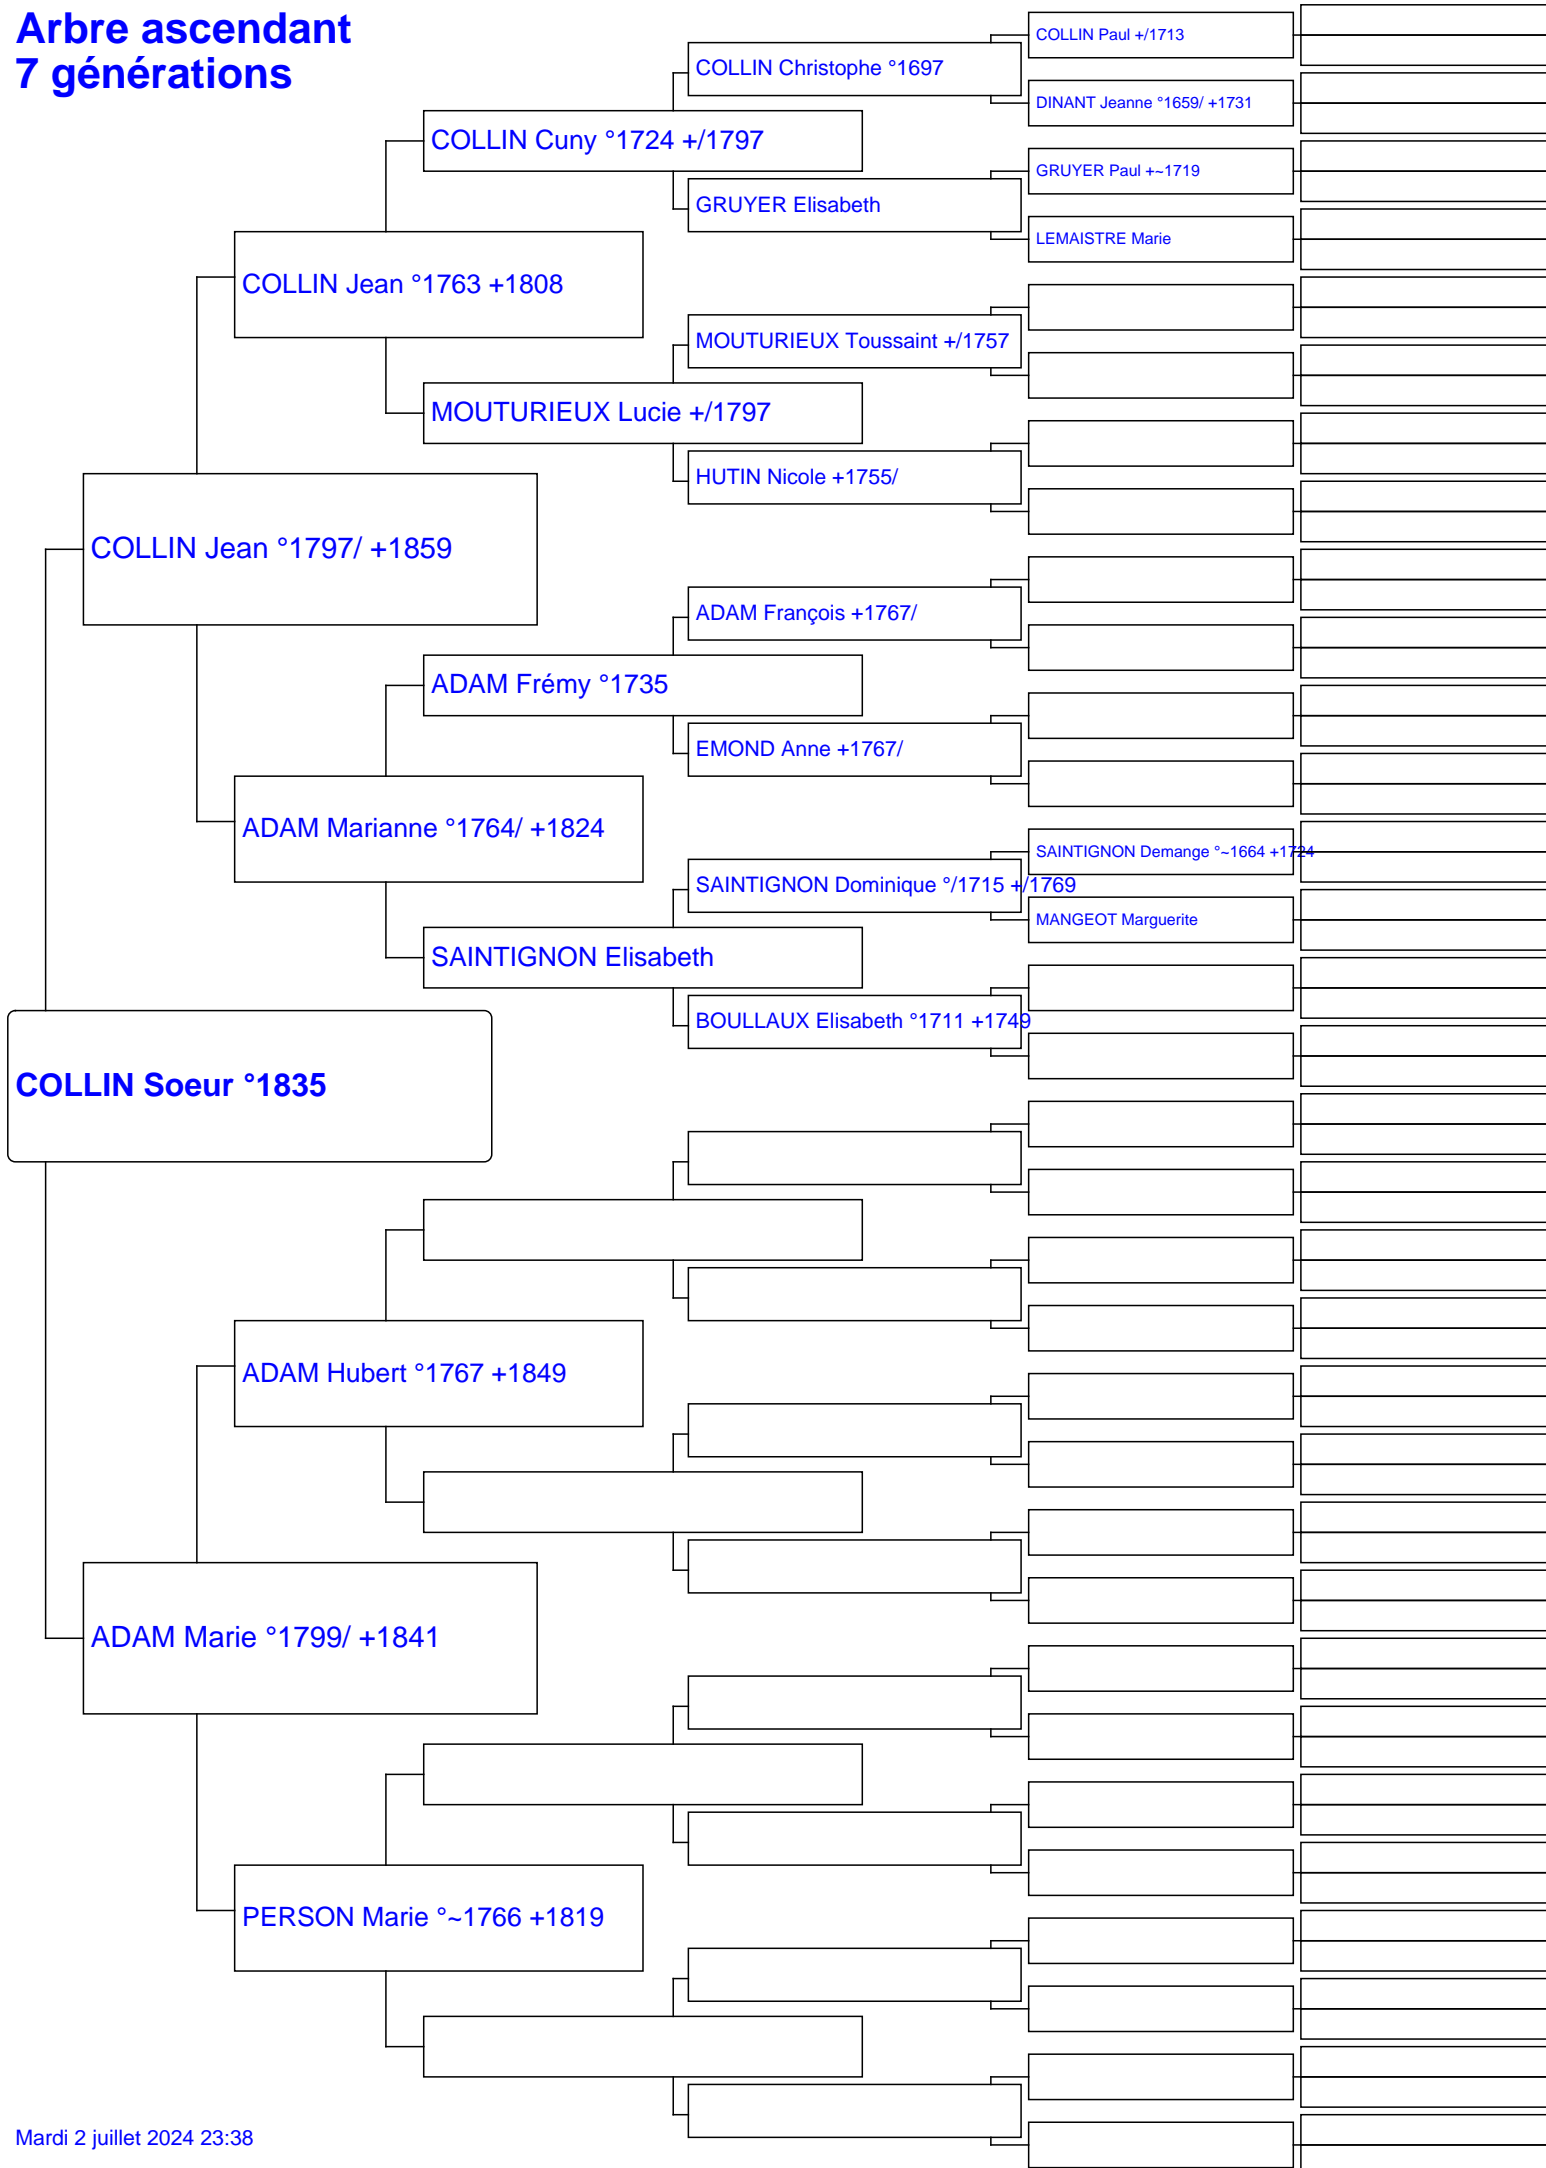 Arbre ascendant
7 générations
COLLIN Paul +/1713
COLLIN Christophe °1697
DINANT Jeanne °1659/ +1731
COLLIN Cuny °1724 +/1797
GRUYER Paul +~1719
GRUYER Elisabeth
LEMAISTRE Marie
COLLIN Jean °1763 +1808
MOUTURIEUX Toussaint +/1757
MOUTURIEUX Lucie +/1797
HUTIN Nicole +1755/
COLLIN Jean °1797/ +1859
ADAM François +1767/
ADAM Frémy °1735
EMOND Anne +1767/
ADAM Marianne °1764/ +1824
SAINTIGNON Demange °~1664 +1724
SAINTIGNON Dominique °/1715 +/1769
MANGEOT Marguerite
SAINTIGNON Elisabeth
BOULLAUX Elisabeth °1711 +1749
COLLIN Soeur °1835
ADAM Hubert °1767 +1849
ADAM Marie °1799/ +1841
PERSON Marie °~1766 +1819
Mardi 2 juillet 2024 23:38